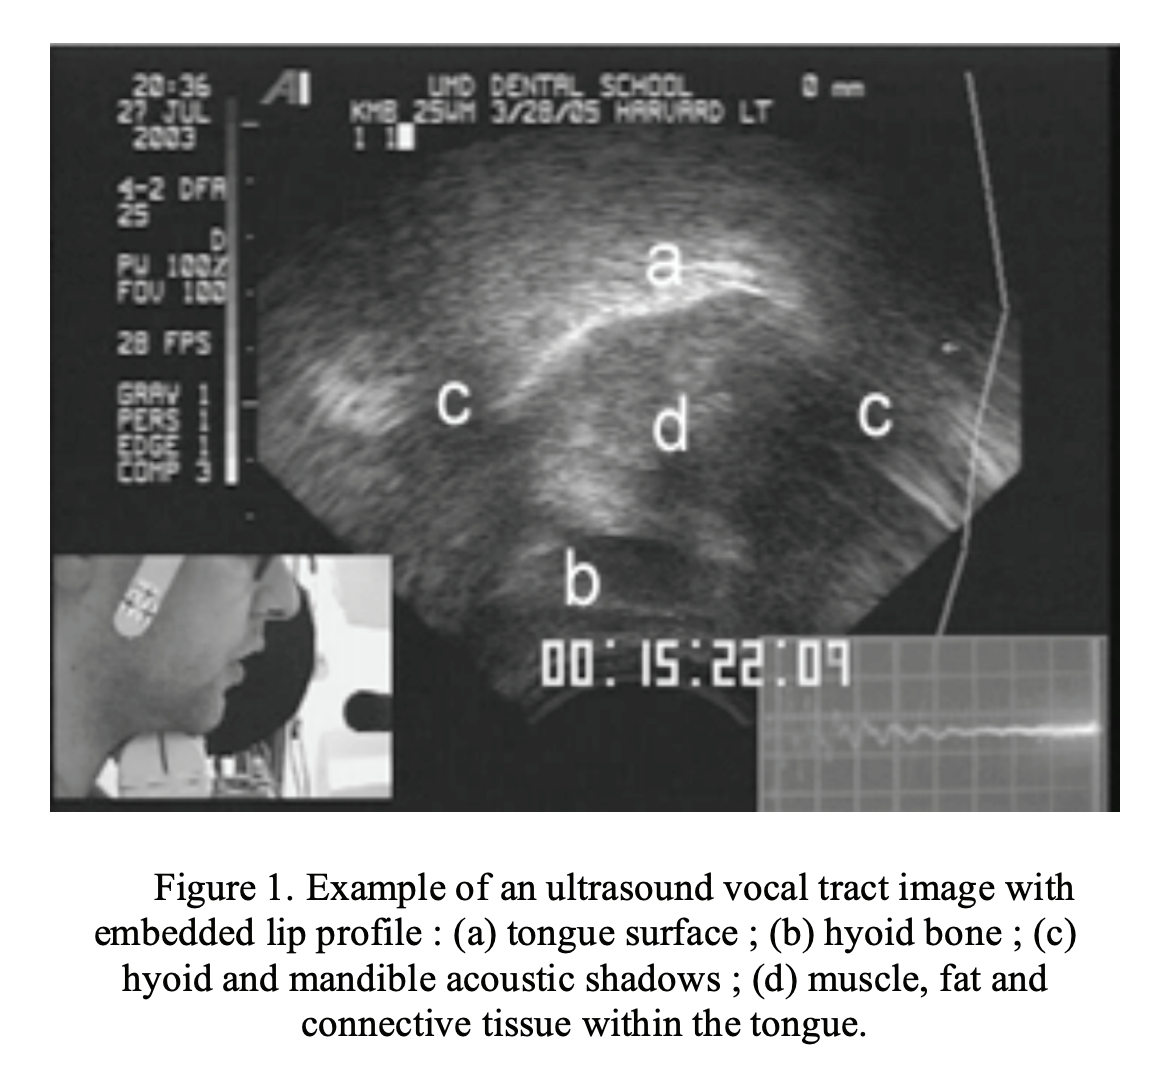 20:36
27 JUL
2003
AI
UMD DENTAL SCHOOL
0 mm
KMB 25WM 3/28/05 HARVARD LT
1 1
4-2 DFA
25
D
PW 100%
FOV 100
28 FPS
GRAV 1
PERS 1
EDGE 1
COMP 3
a
c
d
c
b
00:15:22:09
Figure 1. Example of an ultrasound vocal tract image with
embedded lip profile : (a) tongue surface ; (b) hyoid bone ; (c)
hyoid and mandible acoustic shadows ; (d) muscle, fat and
connective tissue within the tongue.